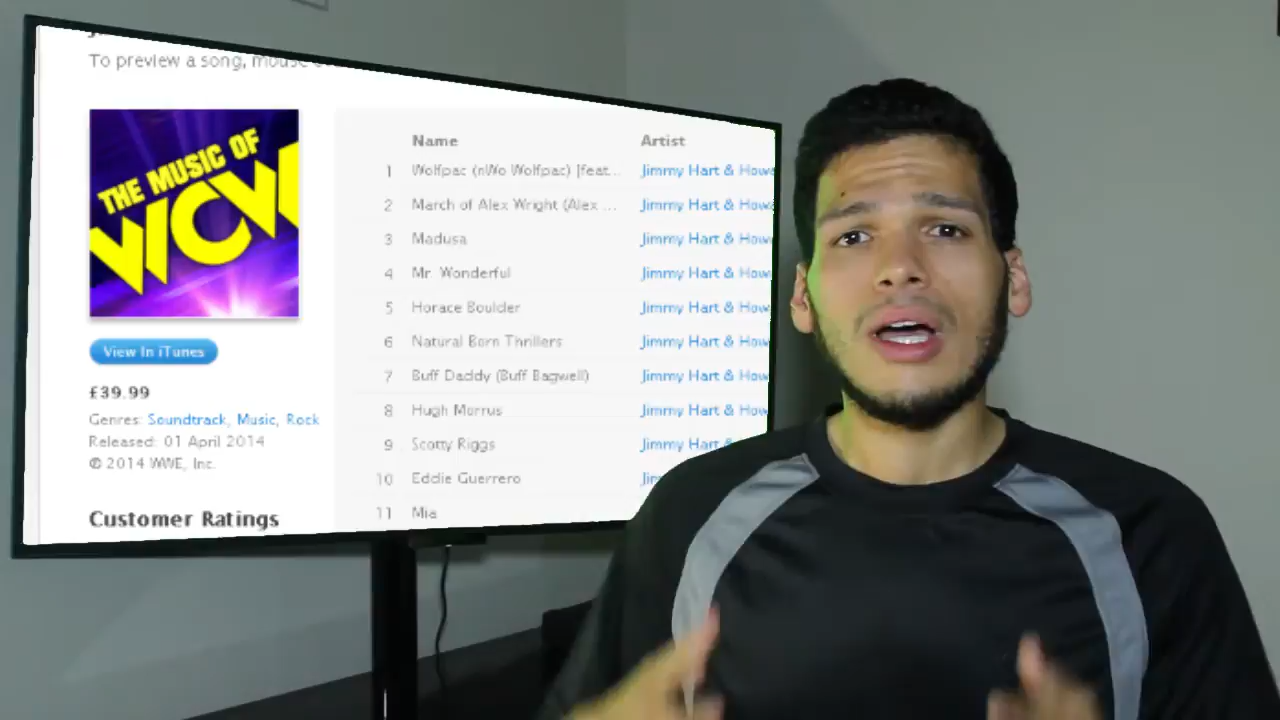 To preview a song, mouse
THE MUSIC OF
WCW
View In iTunes
£39.99
Genres: Soundtrack, Music, Rock
Released: 01 April 2014
℗ 2014 WWE, Inc.
Customer Ratings
Name Artist
1 Wolfpac (nWo Wolfpac) [feat... Jimmy Hart & Howa
2 March of Alex Wright (Alex ... Jimmy Hart & Howa
3 Madusa Jimmy Hart & How
4 Mr. Wonderful Jimmy Hart & How
5 Horace Boulder Jimmy Hart & How
6 Natural Born Thrillers Jimmy Hart & How
7 Buff Daddy (Buff Bagwell) Jimmy Hart & How
8 Hugh Morrus Jimmy Hart & How
9 Scotty Riggs Jimmy Hart &
10 Eddie Guerrero
11 Mia